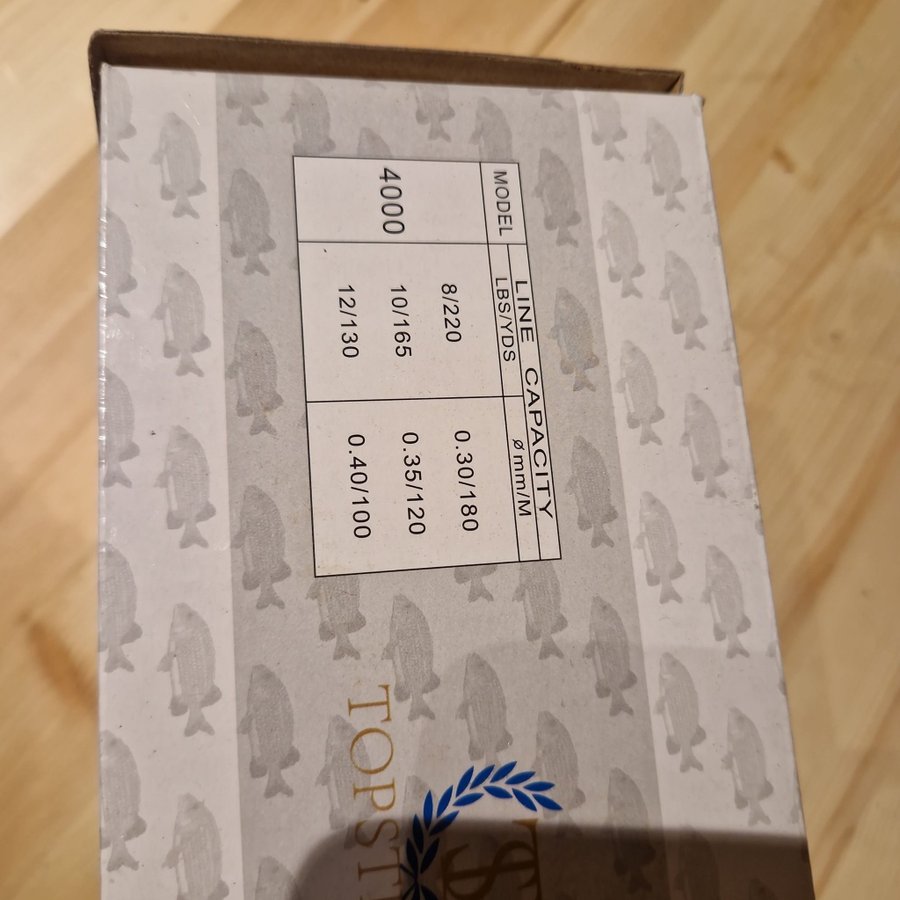 LINE CAPACITY
MODEL LBS/YDS ømm/M
8/220 0.30/180
4000 10/165 0.35/120
12/130 0.40/100